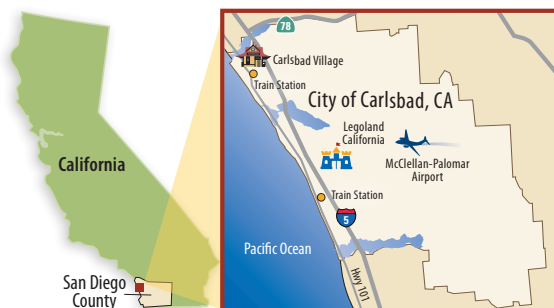 California
San Diego
County
78
Carlsbad Village
Train Station
City of Carlsbad, CA
Legoland
California
McClellan-Palomar
Airport
Train Station
5
Pacific Ocean
Hwy 101